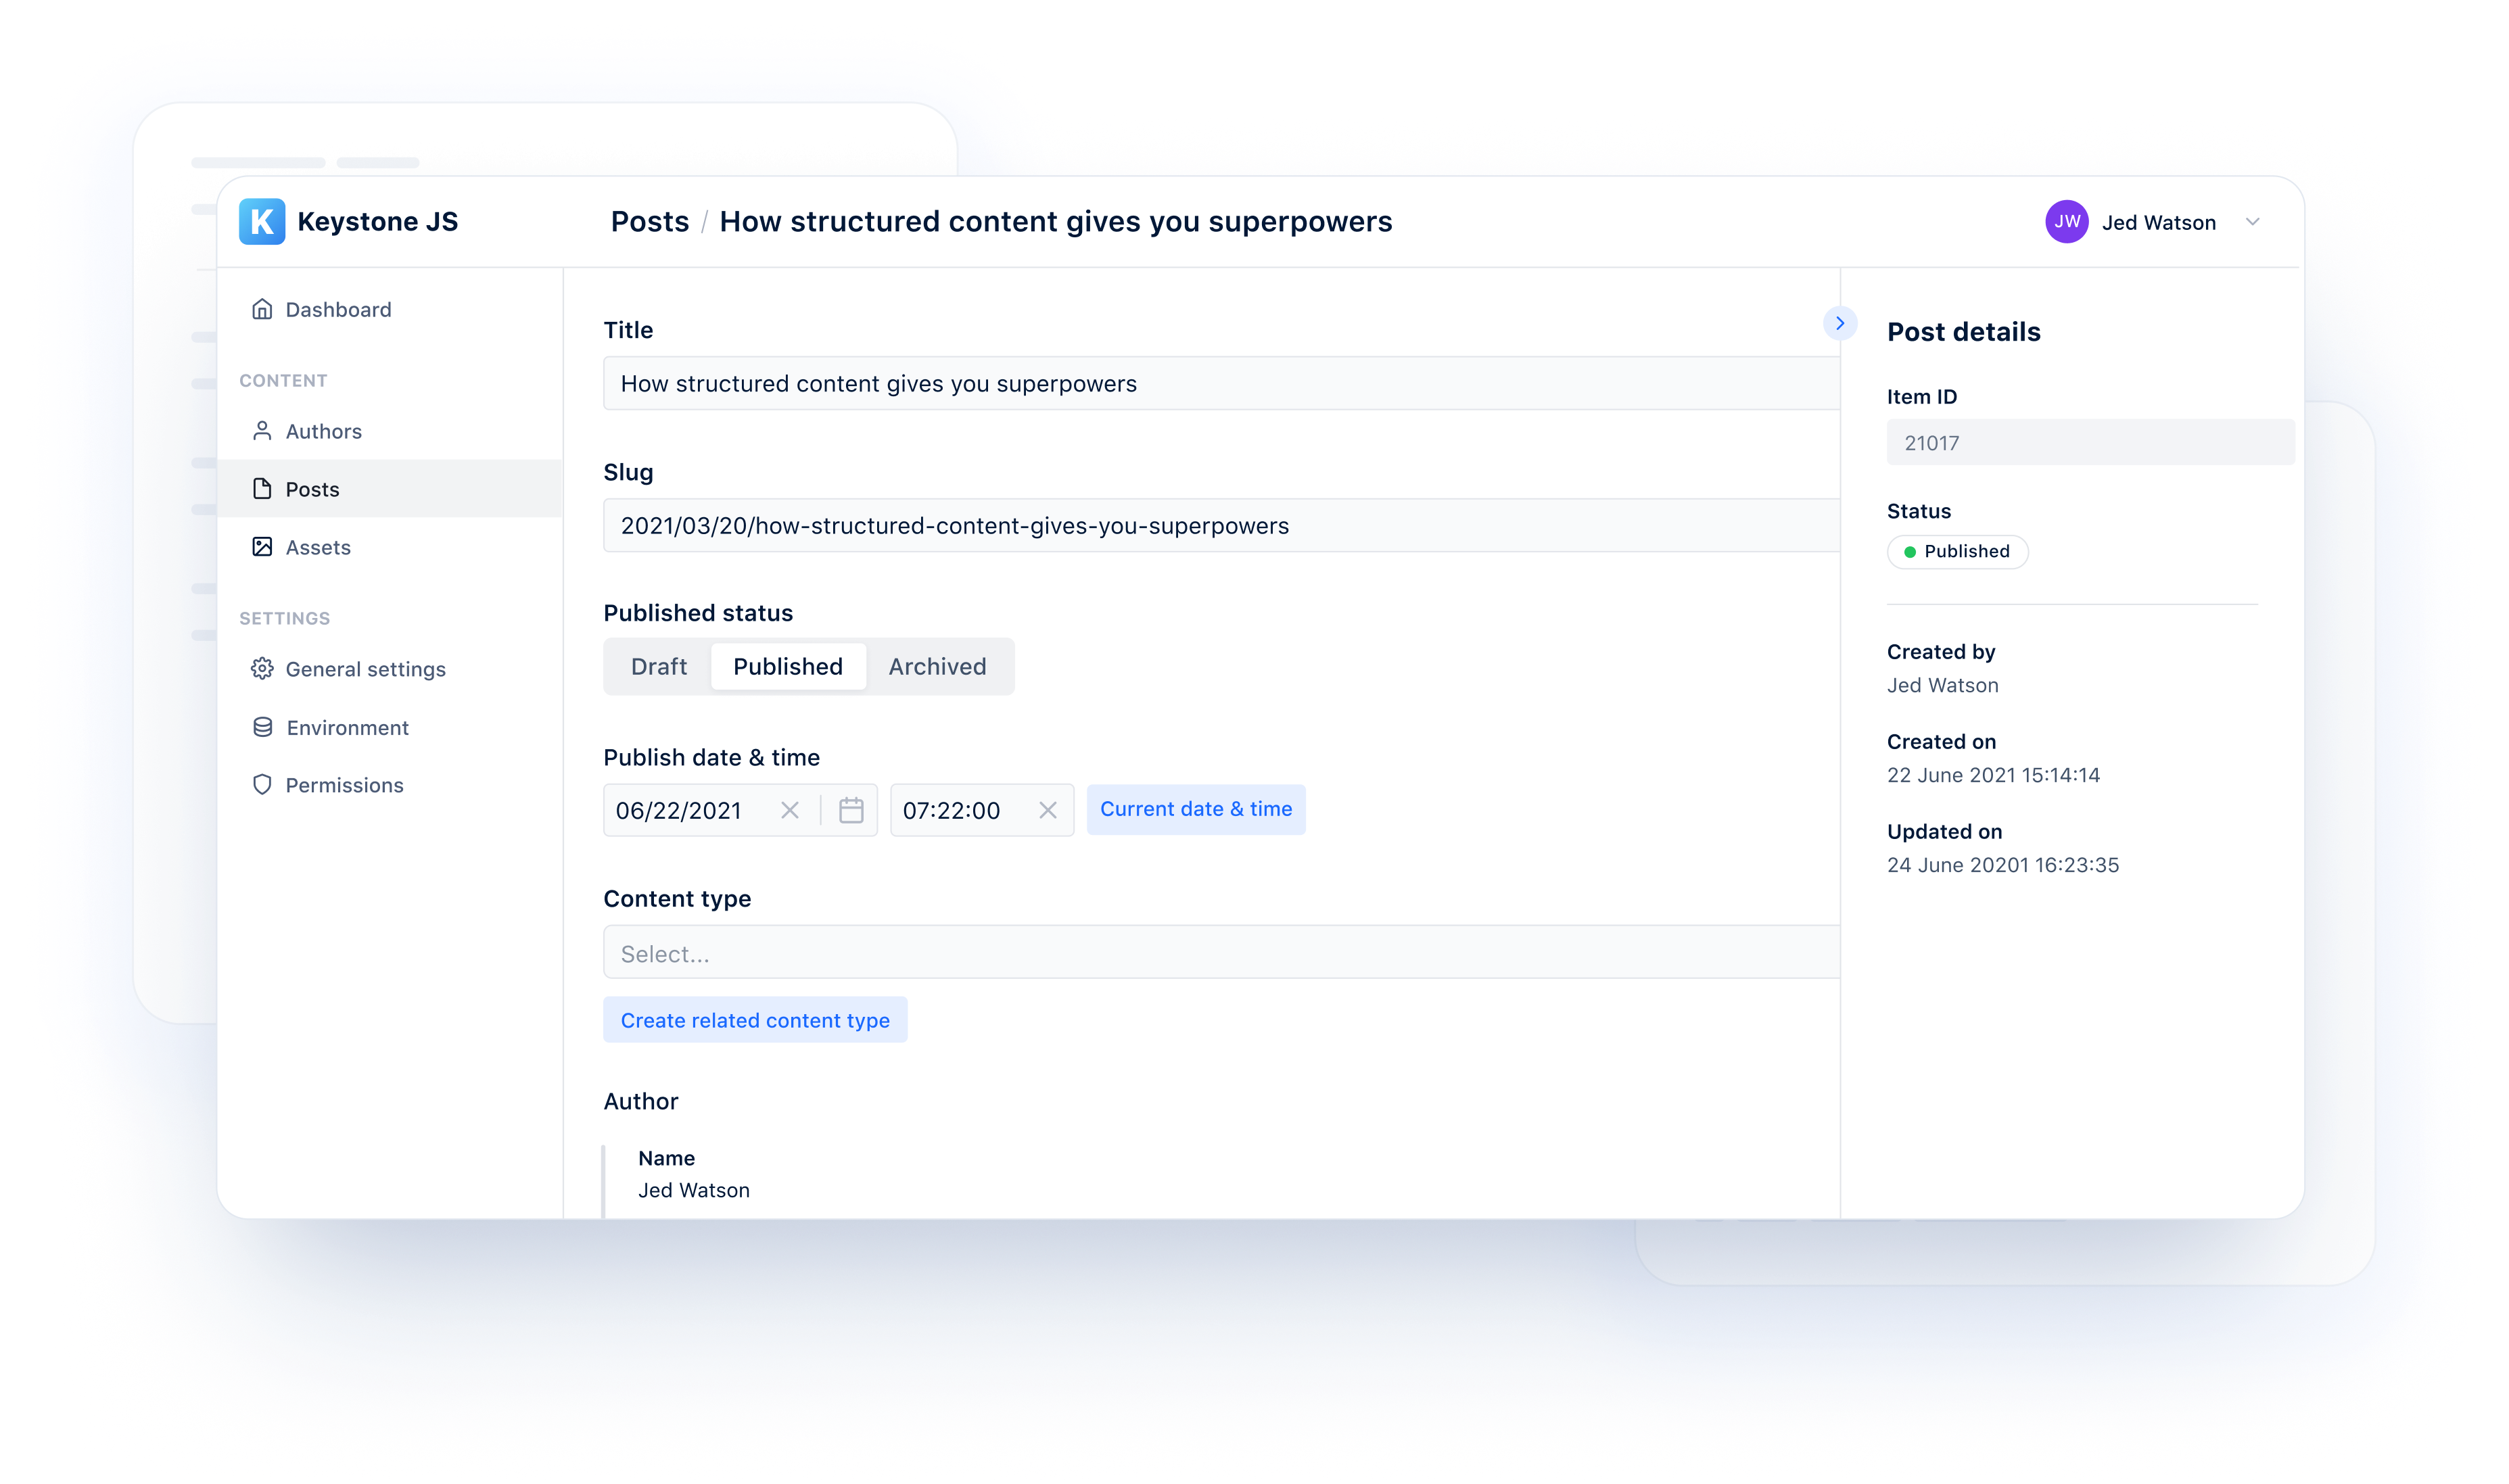 K Keystone JS
Posts / How structured content gives you superpowers
JW Jed Watson
Dashboard
CONTENT
Authors
Posts
Assets
SETTINGS
General settings
Environment
Permissions
Title
How structured content gives you superpowers
Slug
2021/03/20/how-structured-content-gives-you-superpowers
Published status
Draft Published Archived
Publish date & time
06/22/2021 07:22:00 Current date & time
Content type
Select...
Create related content type
Author
Name
Jed Watson
Post details
Item ID
21017
Status
Published
Created by
Jed Watson
Created on
22 June 2021 15:14:14
Updated on
24 June 20201 16:23:35